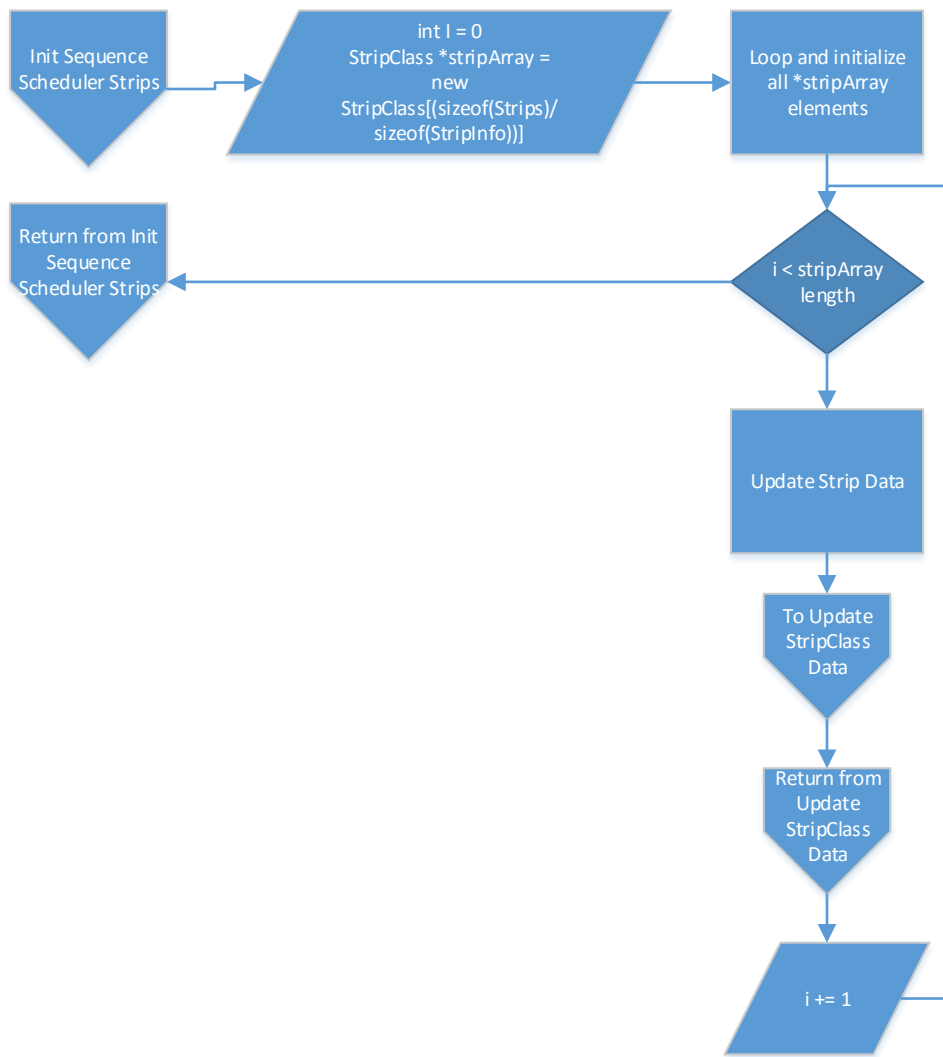 Init Sequence
Scheduler Strips
int I = 0
StripClass *stripArray =
new
StripClass[(sizeof(Strips)/
sizeof(StripInfo))]
Loop and initialize
all *stripArray
elements
Return from Init
Sequence
Scheduler Strips
i < stripArray
length
Update Strip Data
To Update
StripClass
Data
Return from
Update
StripClass
Data
i += 1